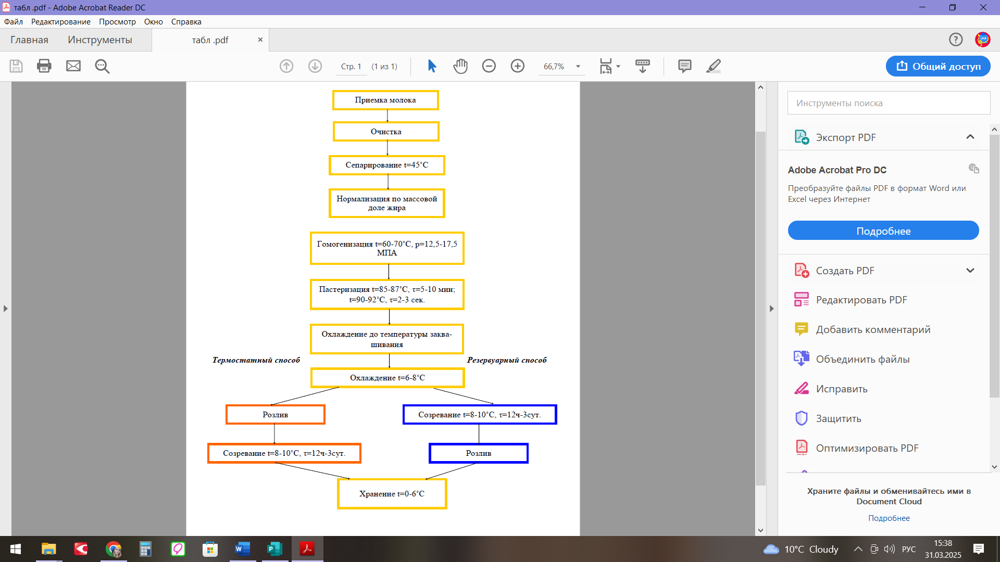 табл .pdf - Adobe Acrobat Reader DC
Файл Редактирование Просмотр Окно Справка
Главная Инструменты табл .pdf ×
Стр. 1 (1 из 1) 66,7% Общий доступ
Приемка молока
Очистка
Сепарирование t=45˚C
Нормализация по массовой
доле жира
Гомогенизация t=60-70˚C, p=12,5-17,5
МПА
Пастеризация t=85-87˚C, τ=5-10 мин;
t=90-92˚C, τ=2-3 сек.
Охлаждение до температуры заква-
шивания
Термостатный способ
Резервуарный способ
Охлаждение t=6-8˚C
Розлив
Созревание t=8-10˚C, τ=12ч-3сут.
Созревание t=8-10˚C, τ=12ч-3сут.
Розлив
Хранение t=0-6˚C
Инструменты поиска
Экспорт PDF
Adobe Acrobat Pro DC
Преобразуйте файлы PDF в формат Word или
Excel через Интернет
Подробнее
Создать PDF
Редактировать PDF
Добавить комментарий
Объединить файлы
Исправить
Защитить
Оптимизировать PDF
Храните файлы и обменивайтесь ими в
Document Cloud
Подробнее
10°C Cloudy РУС
15:38
31.03.2025